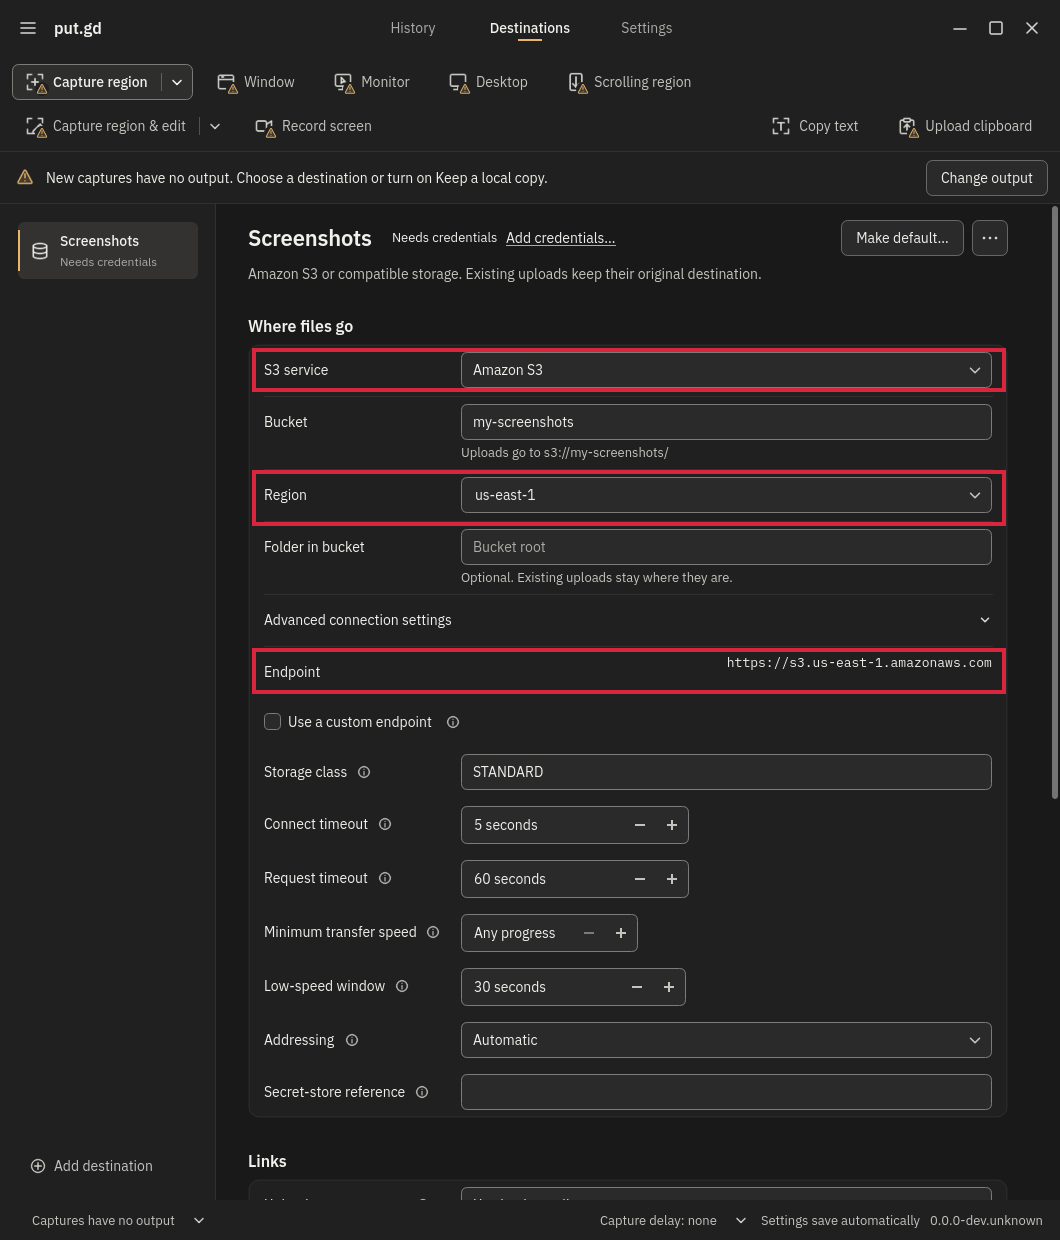 put.gd
History
Destinations
Settings
Capture region
Window
Monitor
Desktop
Scrolling region
Capture region & edit
Record screen
Copy text
Upload clipboard
New captures have no output. Choose a destination or turn on Keep a local copy.
Change output
Screenshots
Needs credentials
Screenshots
Needs credentials
Add credentials...
Make default...
Amazon S3 or compatible storage. Existing uploads keep their original destination.
Where files go
S3 service
Amazon S3
Bucket
my-screenshots
Uploads go to s3://my-screenshots/
Region
us-east-1
Folder in bucket
Bucket root
Optional. Existing uploads stay where they are.
Advanced connection settings
Endpoint
https://s3.us-east-1.amazonaws.com
Use a custom endpoint
Storage class
STANDARD
Connect timeout
5 seconds
Request timeout
60 seconds
Minimum transfer speed
Any progress
Low-speed window
30 seconds
Addressing
Automatic
Secret-store reference
Links
Add destination
Captures have no output
Capture delay: none
Settings save automatically
0.0.0-dev.unknown